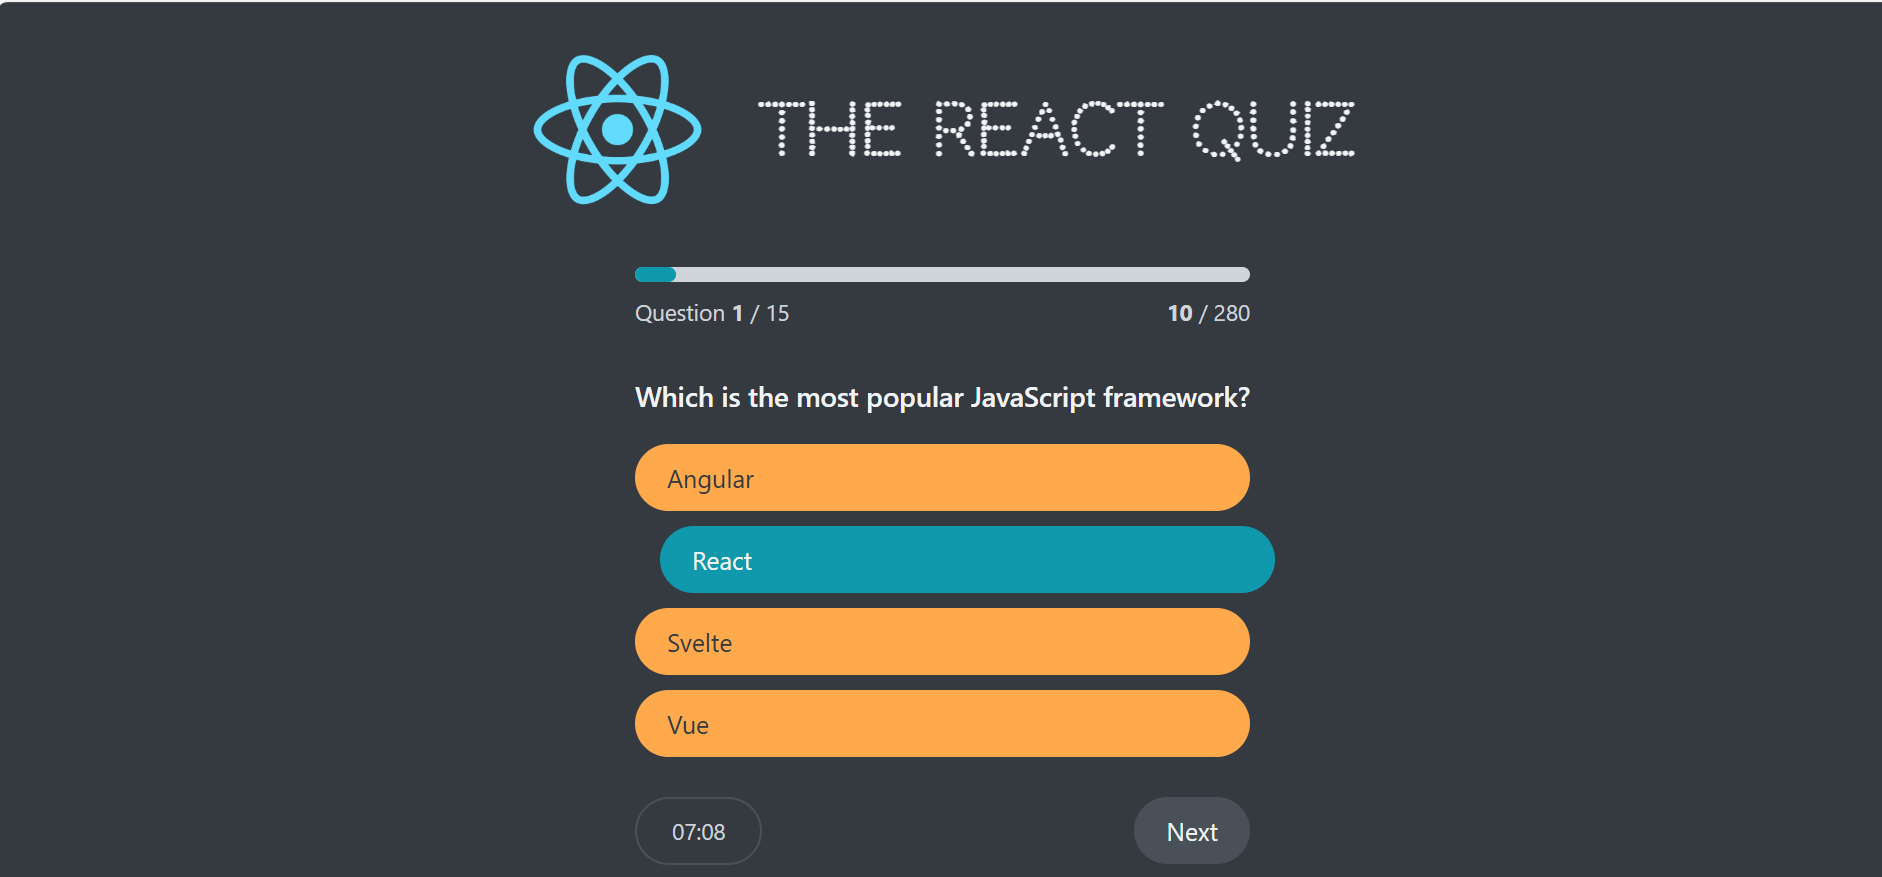 THE REACT QUIZ
Question 1 / 15
10 / 280
Which is the most popular JavaScript framework?
Angular
React
Svelte
Vue
07:08
Next